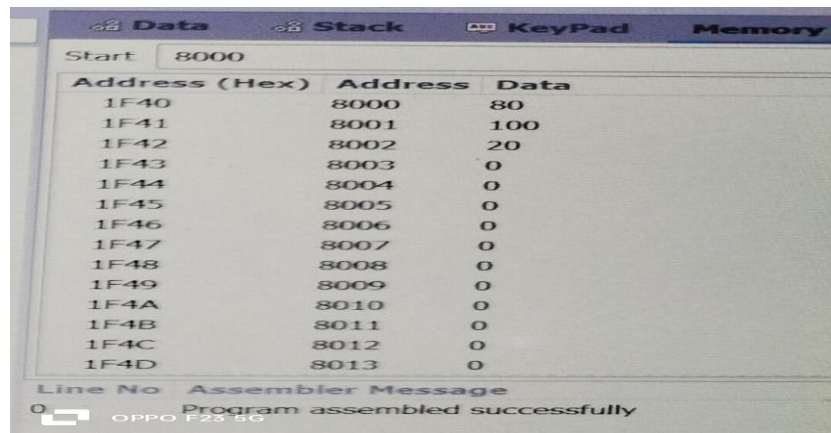 Data Stack KeyPad Memory
Start 8000
Address (Hex) Address Data
1F40 8000 80
1F41 8001 100
1F42 8002 20
1F43 8003 0
1F44 8004 0
1F45 8005 0
1F46 8006 0
1F47 8007 0
1F48 8008 0
1F49 8009 0
1F4A 8010 0
1F4B 8011 0
1F4C 8012 0
1F4D 8013 0
Line No Assembler Message
0 Program assembled successfully
OPPO F23 5G